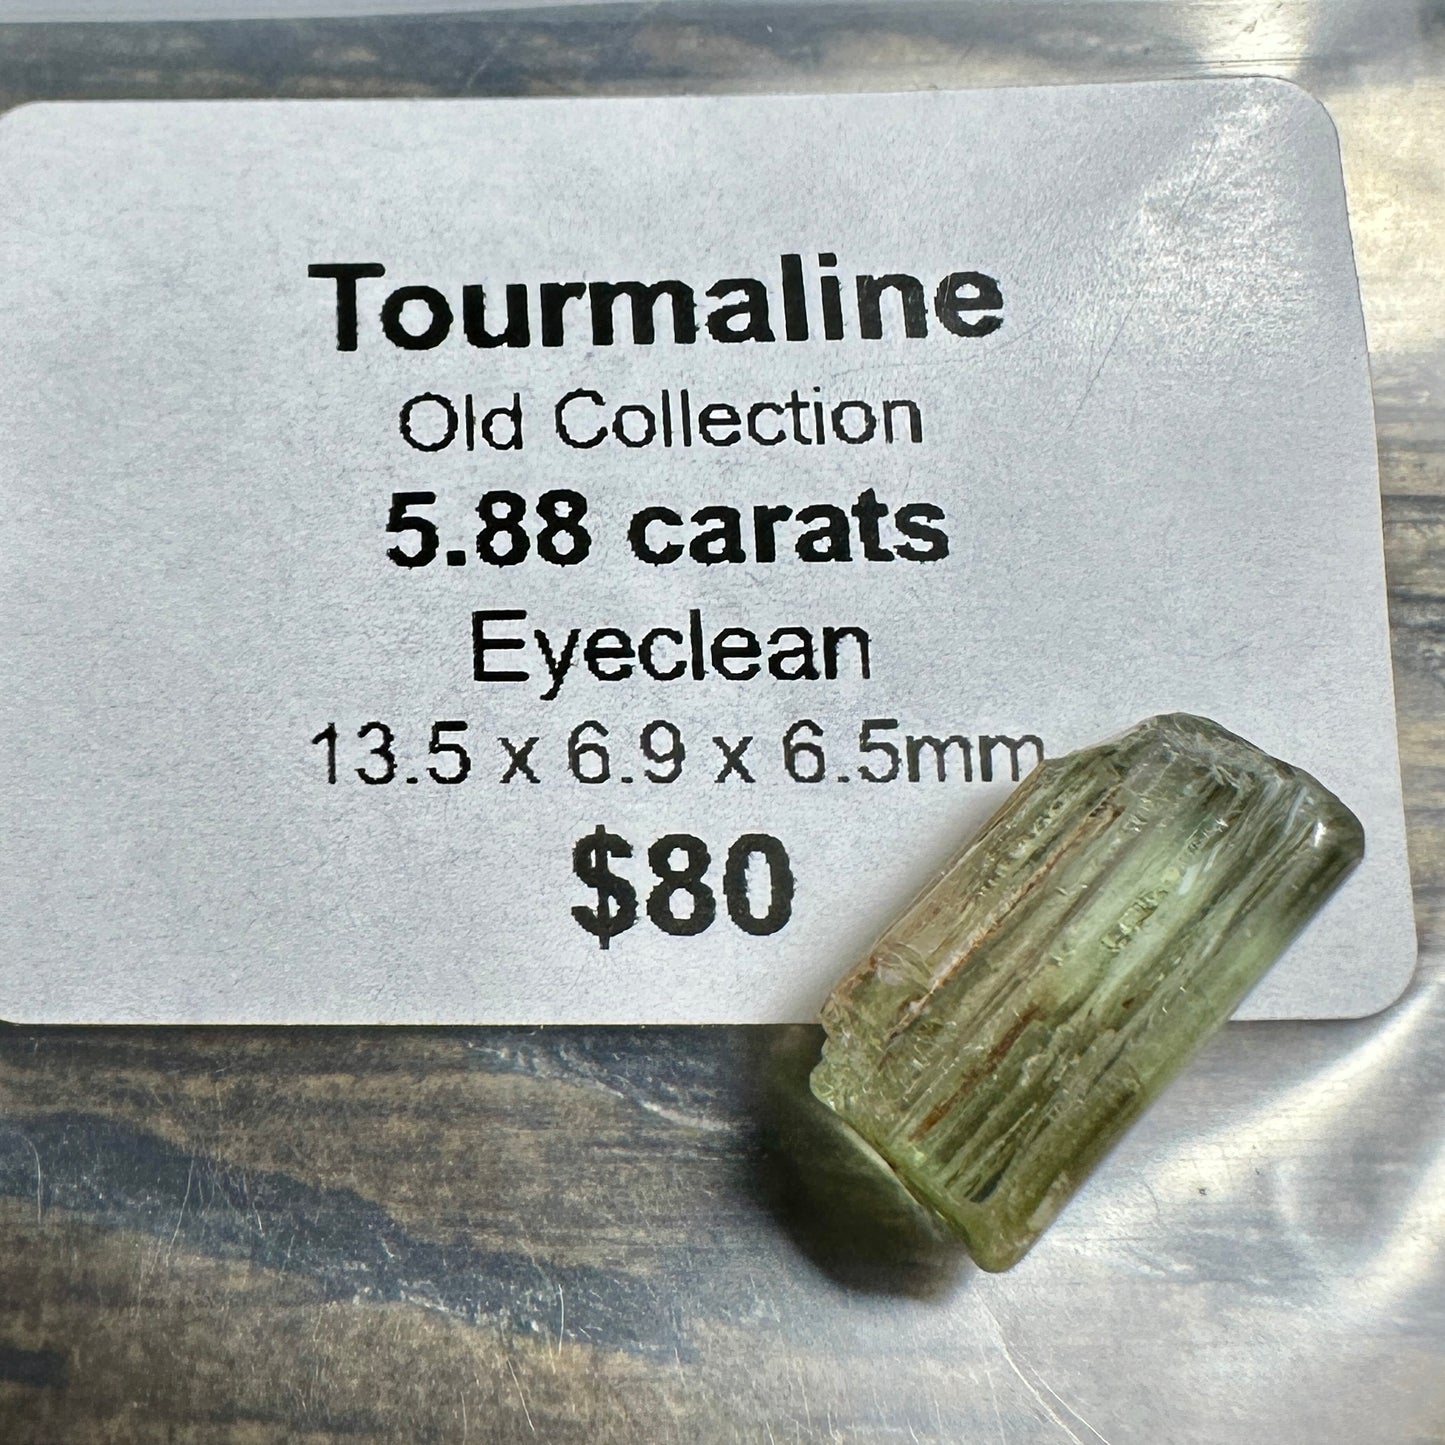 Tourmaline
Old Collection
5.88 carats
Eyeclean
13.5 x 6.9 x 6.5mm
$80